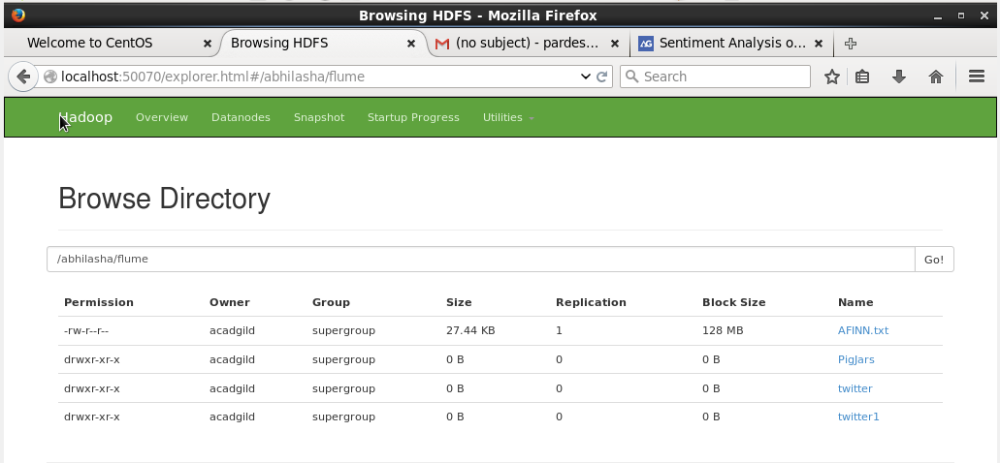 Browsing HDFS - Mozilla Firefox
Welcome to CentOS Browsing HDFS (no subject) - pardes... Sentiment Analysis o...
localhost:50070/explorer.html#/abhilasha/flume Search
Hadoop Overview Datanodes Snapshot Startup Progress Utilities
Browse Directory
/abhilasha/flume Go!
Permission Owner Group Size Replication Block Size Name
-rw-r--r-- acadgild supergroup 27.44 KB 1 128 MB AFINN.txt
drwxr-xr-x acadgild supergroup 0 B 0 0 B PigJars
drwxr-xr-x acadgild supergroup 0 B 0 0 B twitter
drwxr-xr-x acadgild supergroup 0 B 0 0 B twitter1